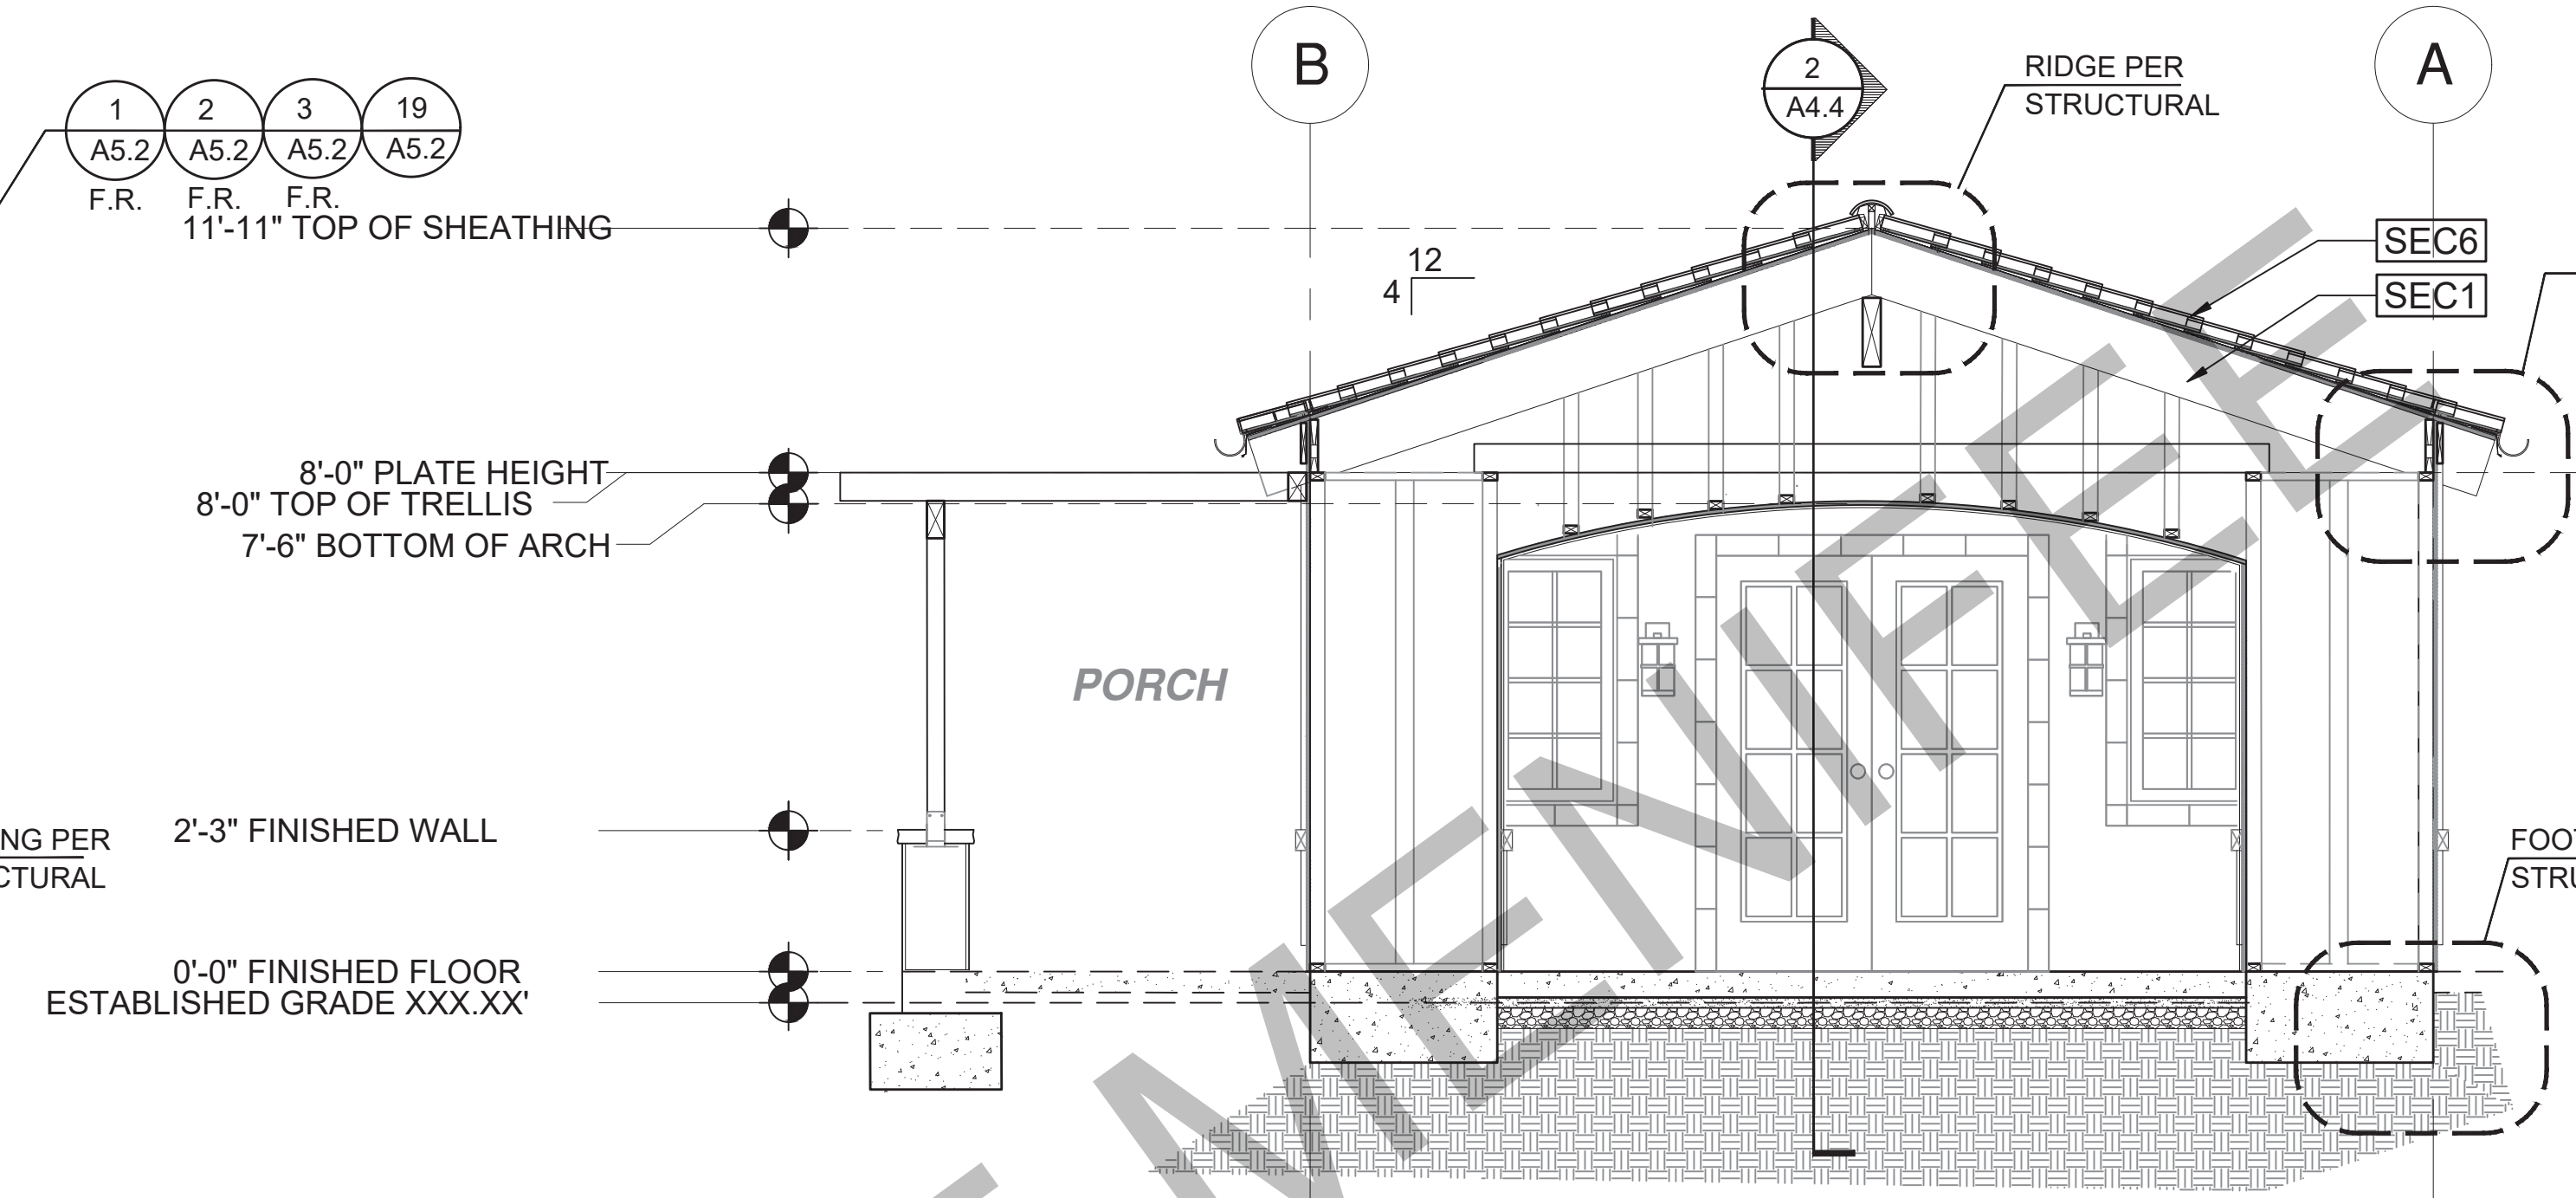 B
A
2
A4.4
RIDGE PER
STRUCTURAL
1
A5.2
F.R.
2
A5.2
F.R.
3
A5.2
F.R.
19
A5.2
11'-11" TOP OF SHEATHING
12
4
SEC6
SEC1
8'-0" PLATE HEIGHT
8'-0" TOP OF TRELLIS
7'-6" BOTTOM OF ARCH
PORCH
NG PER
CTURAL
2'-3" FINISHED WALL
FOOT
STRU
0'-0" FINISHED FLOOR
ESTABLISHED GRADE XXX.XX'
MENIFEE